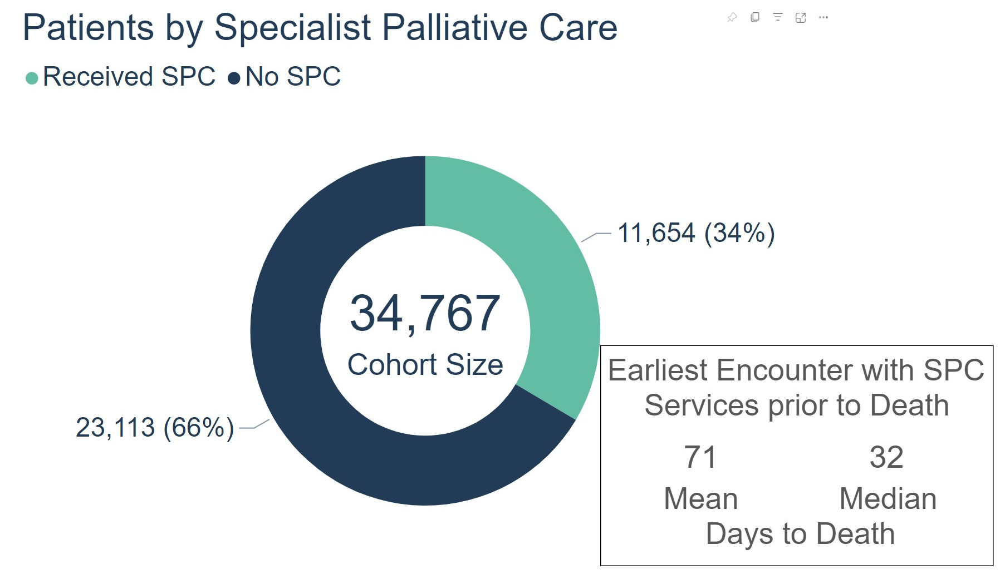 Patients by Specialist Palliative Care
Received SPC No SPC
11,654 (34%)
34,767
Cohort Size
23,113 (66%)
Earliest Encounter with SPC
Services prior to Death
71 32
Mean Median
Days to Death